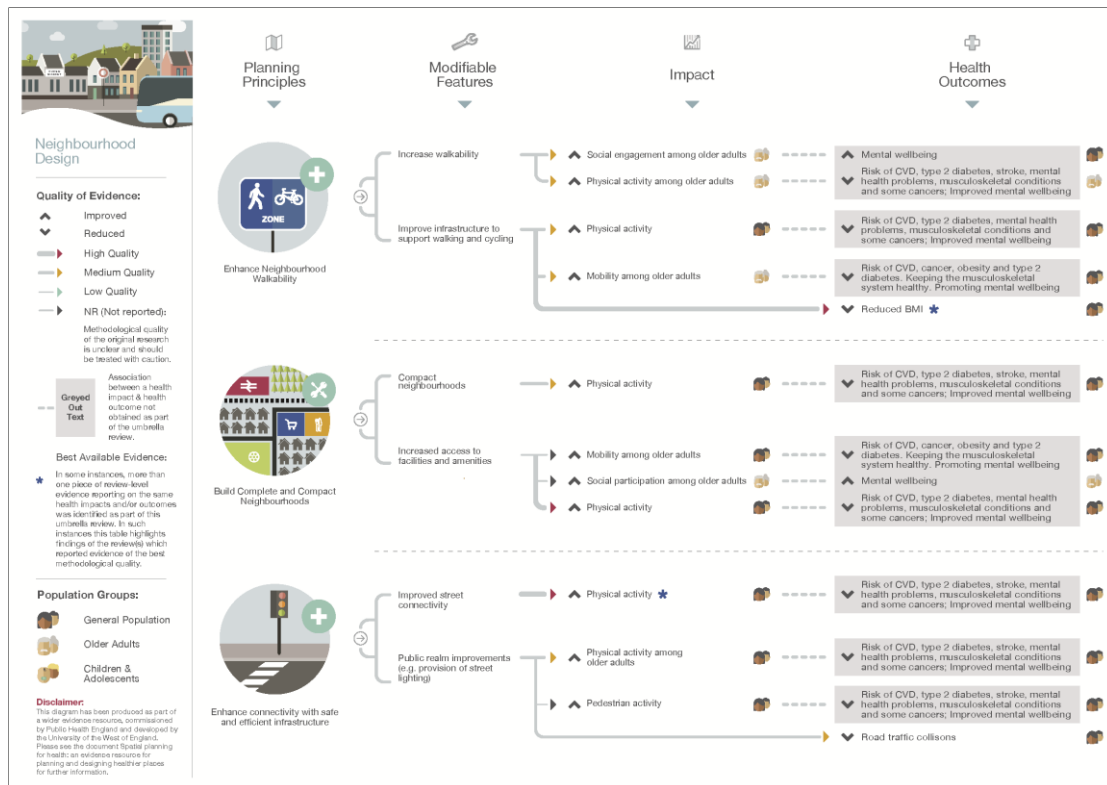 Neighbourhood
Design
Quality of Evidence:
Improved
Reduced
High Quality
Medium Quality
Low Quality
NR (Not reported):
Methodological quality
of the original research
is unclear and should
be treated with caution.
Greyed
Out
Text
Association
between a health
impact & health
outcome not
obtained as part
of the umbrella
review.
Best Available Evidence:
* In some instances, more than
one piece of review-level
evidence reporting on the same
health impacts and/or outcomes
was identified as part of this
umbrella review. In such
instances this table highlights
findings of the review(s) which
reported evidence of the best
methodological quality.
Population Groups:
General Population
Older Adults
Children &
Adolescents
Disclaimer:
This diagram has been produced as part of
a wider evidence resource, commissioned
by Public Health England and developed by
the University of the West of England.
Please see the document 'Spatial planning
for health: an evidence resource for
planning and designing healthier places
for further information.
Planning
Principles
Modifiable
Features
Impact
Health
Outcomes
ZONE
Enhance Neighbourhood
Walkability
Increase walkability
Social engagement among older adults
Mental wellbeing
Physical activity among older adults
Risk of CVD, type 2 diabetes, stroke, mental
health problems, musculoskeletal conditions
and some cancers; Improved mental wellbeing
Improve infrastructure to
support walking and cycling
Physical activity
Risk of CVD, type 2 diabetes, mental health
problems, musculoskeletal conditions and
some cancers; Improved mental wellbeing
Mobility among older adults
Risk of CVD, cancer, obesity and type 2
diabetes. Keeping the musculoskeletal
system healthy. Promoting mental wellbeing
Reduced BMI *
Build Complete and Compact
Neighbourhoods
Compact
neighbourhoods
Physical activity
Risk of CVD, type 2 diabetes, stroke, mental
health problems, musculoskeletal conditions
and some cancers; Improved mental wellbeing
Increased access to
facilities and amenities
Mobility among older adults
Risk of CVD, cancer, obesity and type 2
diabetes. Keeping the musculoskeletal
system healthy. Promoting mental wellbeing
Social participation among older adults
Mental wellbeing
Physical activity
Risk of CVD, type 2 diabetes, mental health
problems, musculoskeletal conditions and
some cancers; Improved mental wellbeing
Enhance connectivity with safe
and efficient infrastructure
Improved street
connectivity
Physical activity *
Risk of CVD, type 2 diabetes, stroke, mental
health problems, musculoskeletal conditions
and some cancers; Improved mental wellbeing
Public realm improvements
(e.g. provision of street
lighting)
Physical activity among
older adults
Risk of CVD, type 2 diabetes, stroke, mental
health problems, musculoskeletal conditions
and some cancers; Improved mental wellbeing
Pedestrian activity
Risk of CVD, type 2 diabetes, stroke, mental
health problems, musculoskeletal conditions
and some cancers; Improved mental wellbeing
Road traffic collisons